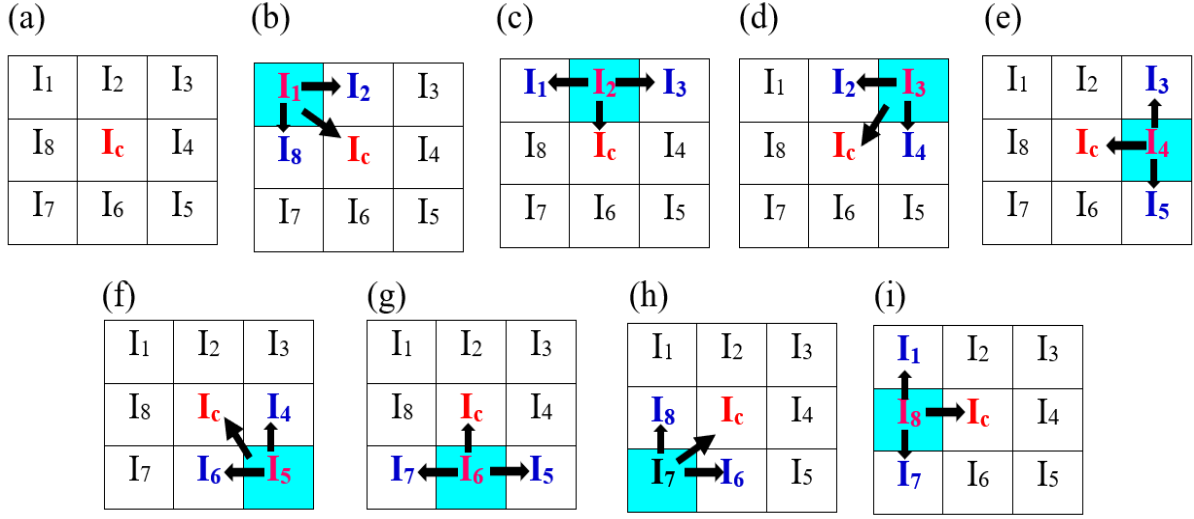 (a) (b) (c) (d) (e)
I₁ I₂ I₃ I₁ I₂ I₃ I₁ I₂ I₃ I₁ I₂ I₃ I₁ I₂ I₃
I₈ Ic I₄ I₈ Ic I₄ I₈ Ic I₄ I₈ Ic I₄ I₈ Ic I₄
I₇ I₆ I₅ I₇ I₆ I₅ I₇ I₆ I₅ I₇ I₆ I₅ I₇ I₆ I₅
(f) (g) (h) (i)
I₁ I₂ I₃ I₁ I₂ I₃ I₁ I₂ I₃ I₁ I₂ I₃
I₈ Ic I₄ I₈ Ic I₄ I₈ Ic I₄ I₈ Ic I₄
I₇ I₆ I₅ I₇ I₆ I₅ I₇ I₆ I₅ I₇ I₆ I₅